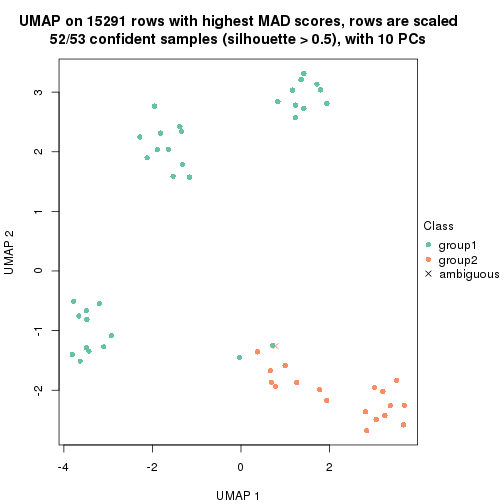 UMAP on 15291 rows with highest MAD scores, rows are scaled
52/53 confident samples (silhouette > 0.5), with 10 PCs
3
2
1
0
-1
-2
UMAP 2
-4
-2
0
2
UMAP 1
Class
group1
group2
ambiguous